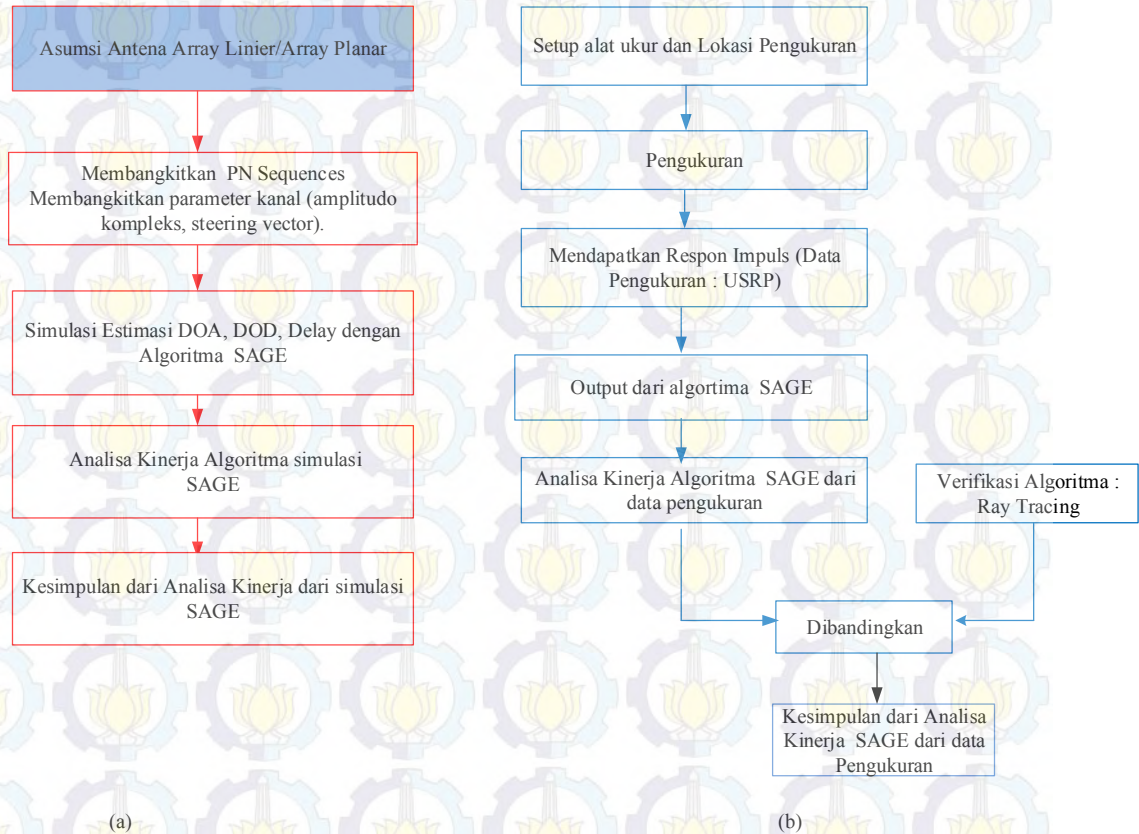 Asumsi Antena Array Linier/Array Planar
Membangkitkan PN Sequences
Membangkitkan parameter kanal (amplitudo
kompleks, steering vector).
Simulasi Estimasi DOA, DOD, Delay dengan
Algoritma SAGE
Analisa Kinerja Algoritma simulasi
SAGE
Kesimpulan dari Analisa Kinerja dari simulasi
SAGE
(a)
Setup alat ukur dan Lokasi Pengukuran
Pengukuran
Mendapatkan Respon Impuls (Data
Pengukuran : USRP)
Output dari algortima SAGE
Analisa Kinerja Algoritma SAGE dari
data pengukuran
Verifikasi Algoritma :
Ray Tracing
Dibandingkan
Kesimpulan dari Analisa
Kinerja SAGE dari data
Pengukuran
(b)